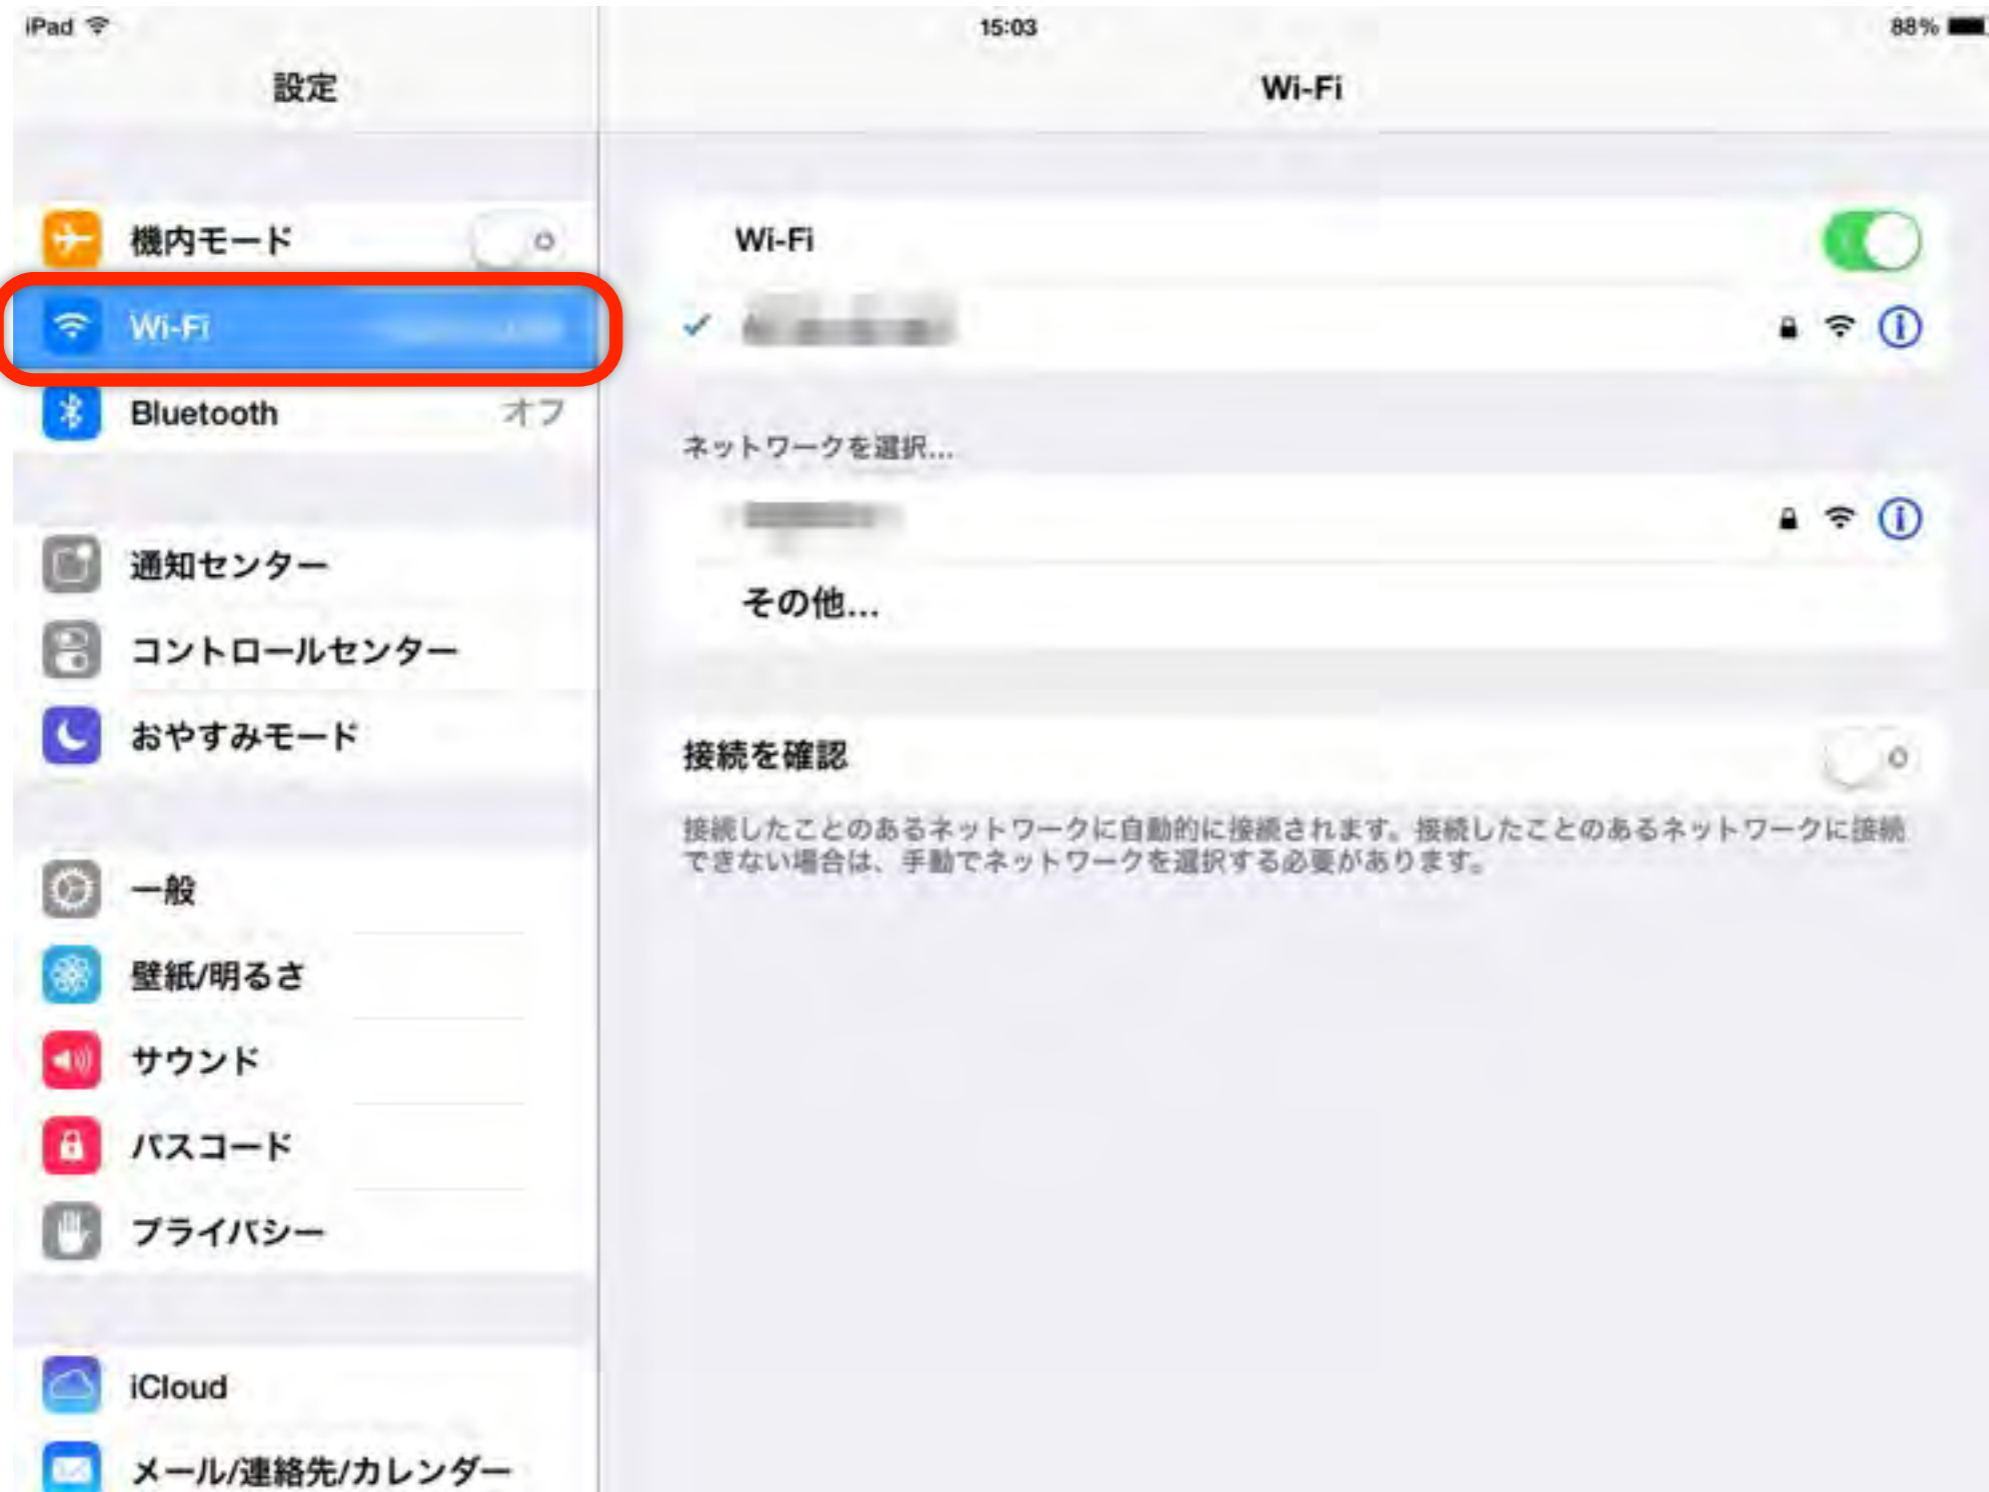 iPad
15:03
88%
設定
機内モード
Wi-Fi
Bluetooth オフ
通知センター
コントロールセンター
おやすみモード
一般
壁紙/明るさ
サウンド
パスコード
プライバシー
iCloud
メール/連絡先/カレンダー
Wi-Fi
Wi-Fi
ネットワークを選択...
その他...
接続を確認
接続したことのあるネットワークに自動的に接続されます。接続したことのあるネットワークに接続
できない場合は、手動でネットワークを選択する必要があります。